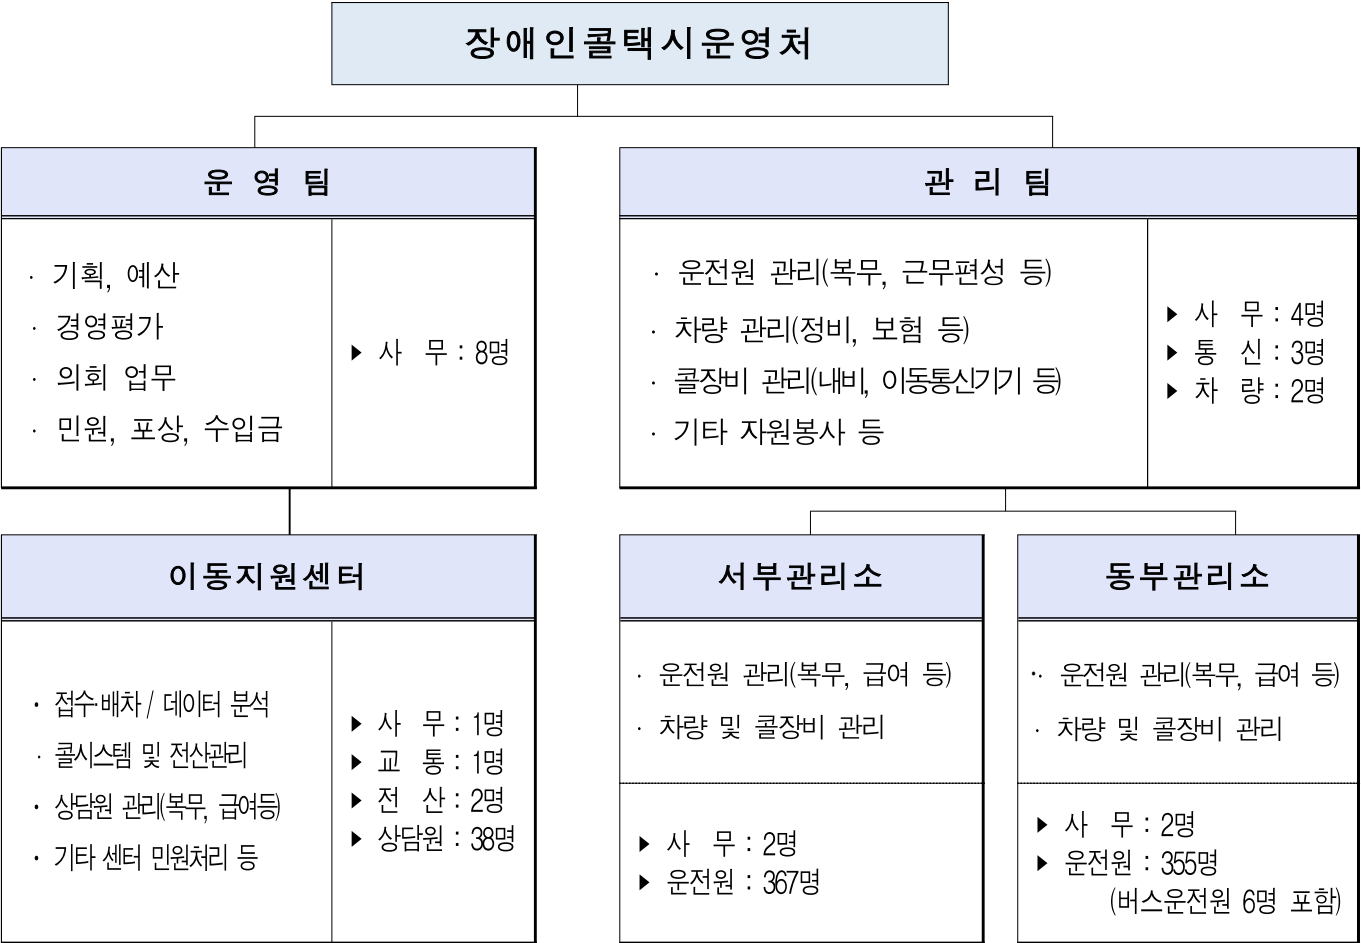 장애인콜택시운영처
운 영 팀
· 기획, 예산
· 경영평가
· 의회 업무
· 민원, 포상, 수입금
▶ 사 무 : 8명
관 리 팀
· 운전원 관리(복무, 근무편성 등)
· 차량 관리(정비, 보험 등)
· 콜장비 관리(내비, 이동통신기기 등)
· 기타 자원봉사 등
▶ 사 무 : 4명
▶ 통 신 : 3명
▶ 차 량 : 2명
이동지원센터
· 접수·배차 / 데이터 분석
· 콜시스템 및 전산관리
· 상담원 관리(복무, 급여등)
· 기타 센터 민원처리 등
▶ 사 무 : 1명
▶ 교 통 : 1명
▶ 전 산 : 2명
▶ 상담원 : 38명
서부관리소
· 운전원 관리(복무, 급여 등)
· 차량 및 콜장비 관리
▶ 사 무 : 2명
▶ 운전원 : 367명
동부관리소
·· 운전원 관리(복무, 급여 등)
· 차량 및 콜장비 관리
▶ 사 무 : 2명
▶ 운전원 : 355명
(버스운전원 6명 포함)